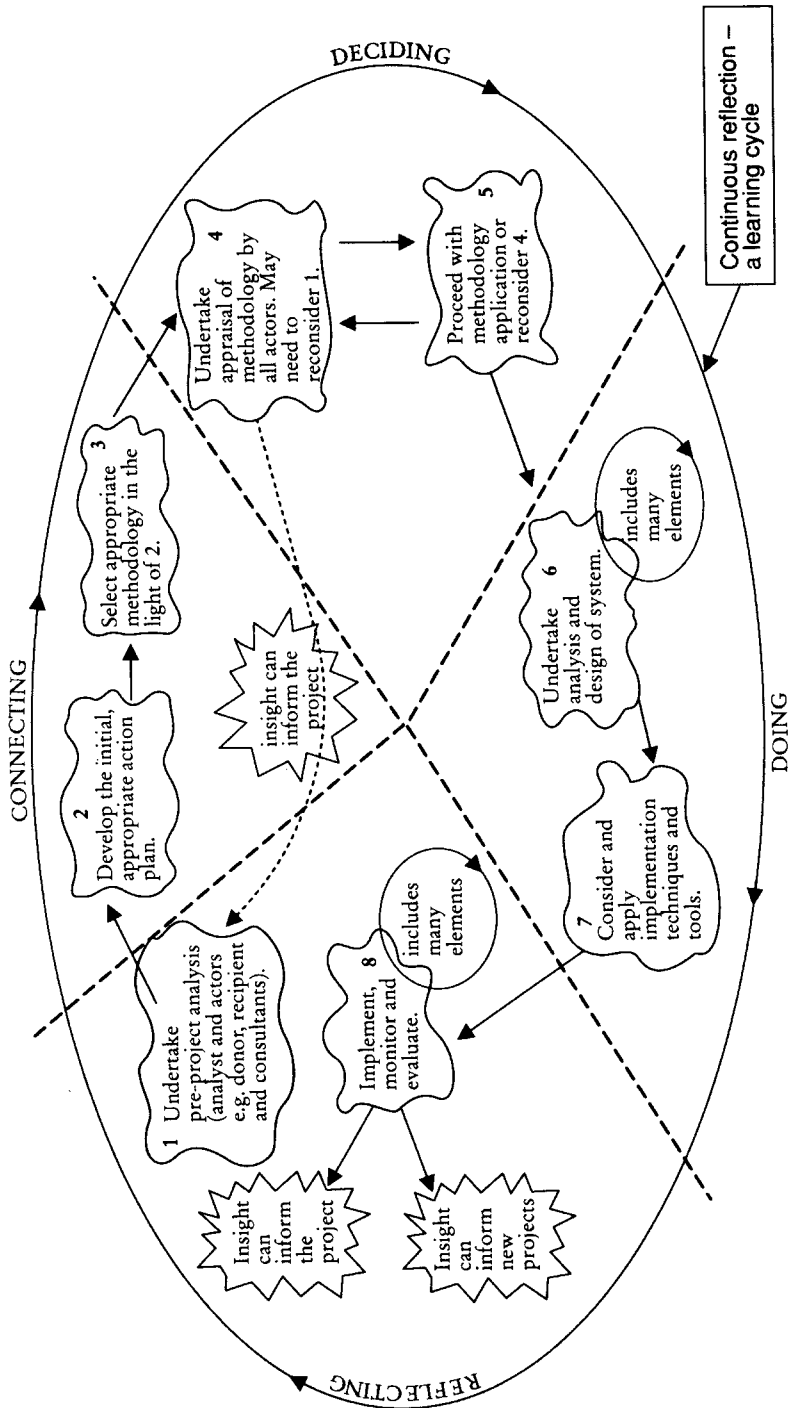 CONNECTING
DECIDING
DOING
REFLECTING
1 Undertake
pre-project analysis
(analyst and actors
e.g. donor, recipient
and consultants).
2
Develop the initial,
appropriate action
plan.
3
Select appropriate
methodology in the
light of 2.
4
Undertake
appraisal of
methodology by
all actors. May
need to
reconsider 1.
5
Proceed with
methodology
application or
reconsider 4.
6
Undertake
analysis and
design of system.
includes
many
elements
7
Consider and
apply
implementation
techniques and
tools.
8
Implement,
monitor and
evaluate.
includes
many
elements
insight can
inform the
project
Insight
can
inform
the
project
Insight
can
inform
new
projects
Continuous reflection –
a learning cycle